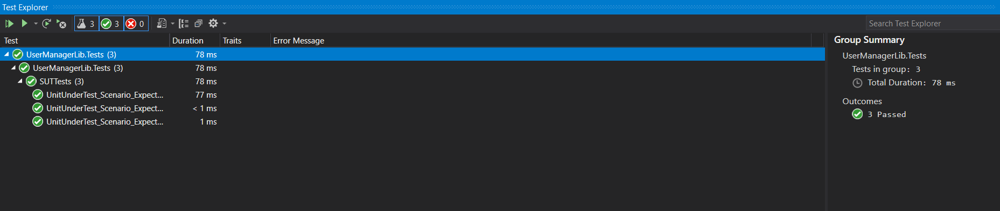 Test Explorer
3 3 0
Search Test Explorer
Test Duration Traits Error Message
UserManagerLib.Tests (3) 78 ms
UserManagerLib.Tests (3) 78 ms
SUTTests (3) 78 ms
UnitUnderTest_Scenario_Expect... 77 ms
UnitUnderTest_Scenario_Expect... < 1 ms
UnitUnderTest_Scenario_Expect... 1 ms
Group Summary
UserManagerLib.Tests
Tests in group: 3
Total Duration: 78 ms
Outcomes
3 Passed